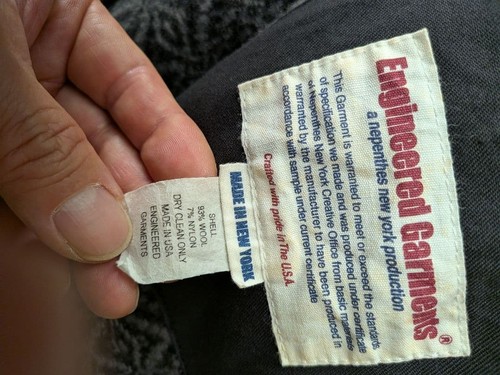 Engineered Garments®
a nepenthes new york production
This Garment is warranted to meet or exceed the standarts
of specification we made and was produced under certificate
of Nepenthes New York Creative Office from basic materials
warranted by the manufacturer to have been produced in
accordance with sample under current certificate
Crafted with pride in The U.S.A.
MADE IN NEW YORK
SHELL
93% WOOL
7% NYLON
DRY CLEAN ONLY
MADE IN USA
ENGINEERED
GARMENTS